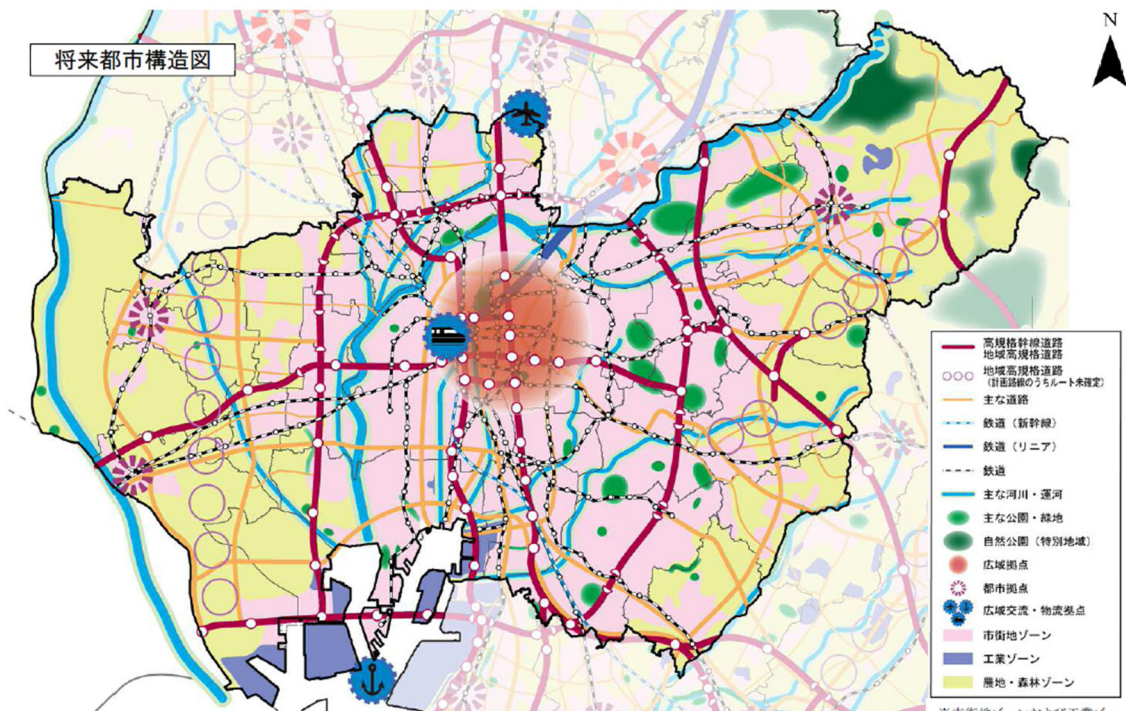 将来都市構造図
N
高規格幹線道路
地域高規格道路
地域高規格道路
(計画路線のうちルート未確定)
主な道路
鉄道(新幹線)
鉄道(リニア)
鉄道
主な河川・運河
主な公園・緑地
自然公園(特別地域)
広域拠点
都市拠点
広域交流・物流拠点
市街地ゾーン
工業ゾーン
農地・森林ゾーン